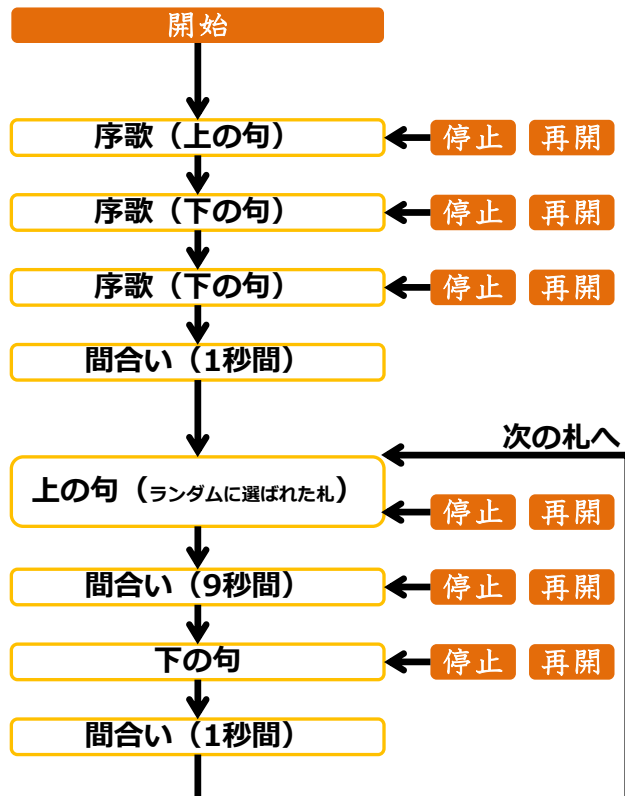 開始
序歌（上の句）
停止 再開
序歌（下の句）
停止 再開
序歌（下の句）
停止 再開
間合い（1秒間）
次の札へ
上の句（ランダムに選ばれた札）
停止 再開
間合い（9秒間）
停止 再開
下の句
停止 再開
間合い（1秒間）